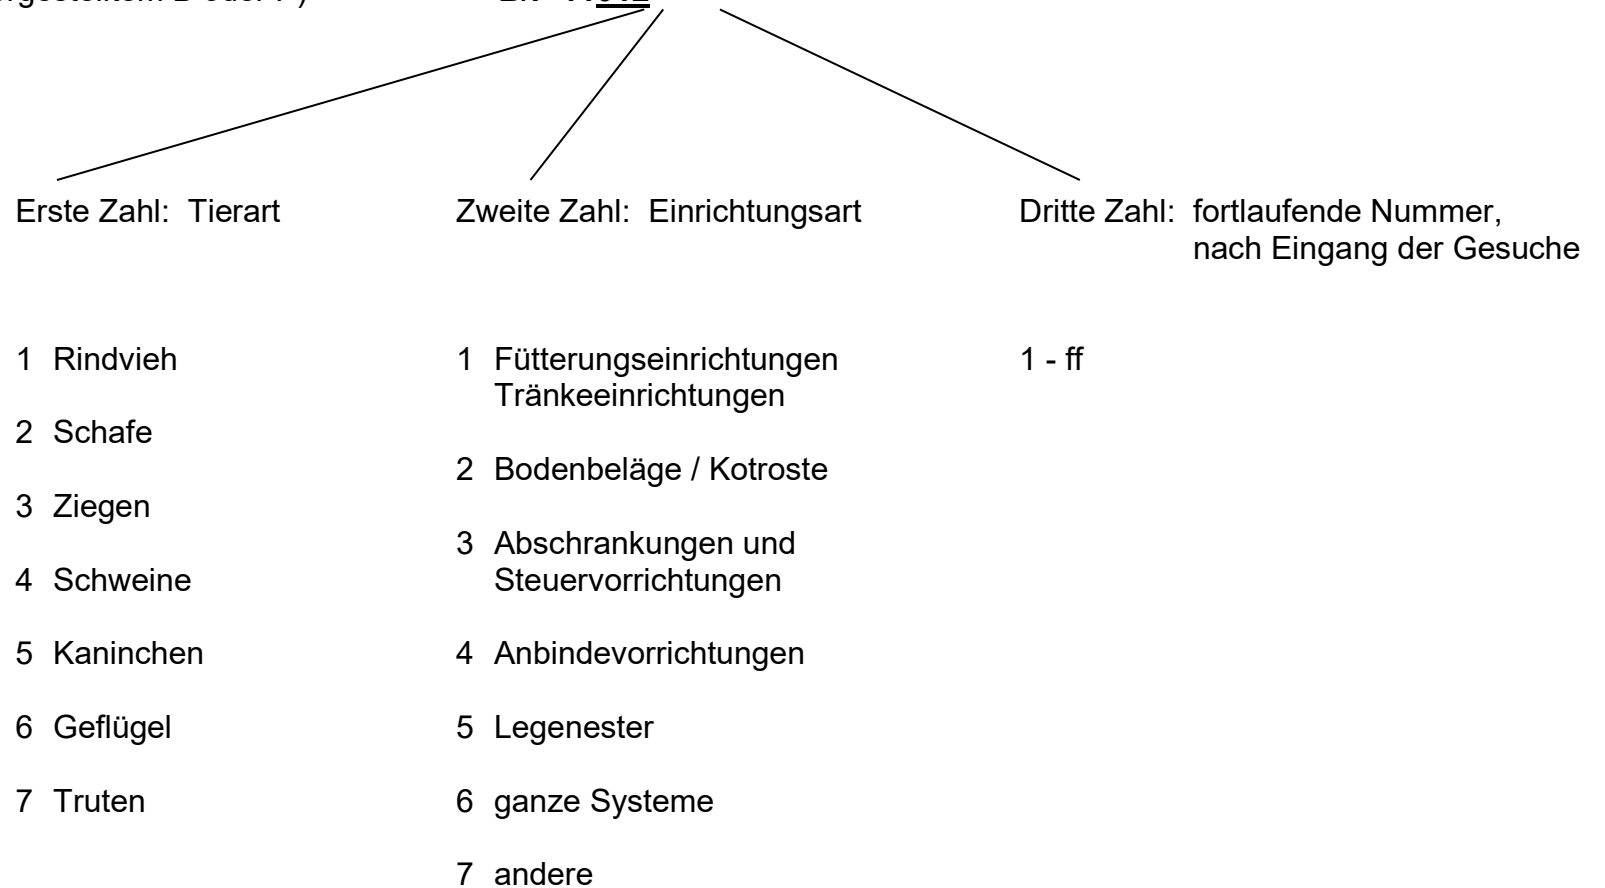 Erste Zahl: Tierart
Zweite Zahl: Einrichtungsart
Dritte Zahl: fortlaufende Nummer,
nach Eingang der Gesuche
1 Rindvieh
2 Schafe
3 Ziegen
4 Schweine
5 Kaninchen
6 Geflügel
7 Truten
1 Fütterungseinrichtungen
Tränkeeinrichtungen
2 Bodenbeläge / Kotroste
3 Abschrankungen und
Steuervorrichtungen
4 Anbindevorrichtungen
5 Legenester
6 ganze Systeme
7 andere
1 - ff